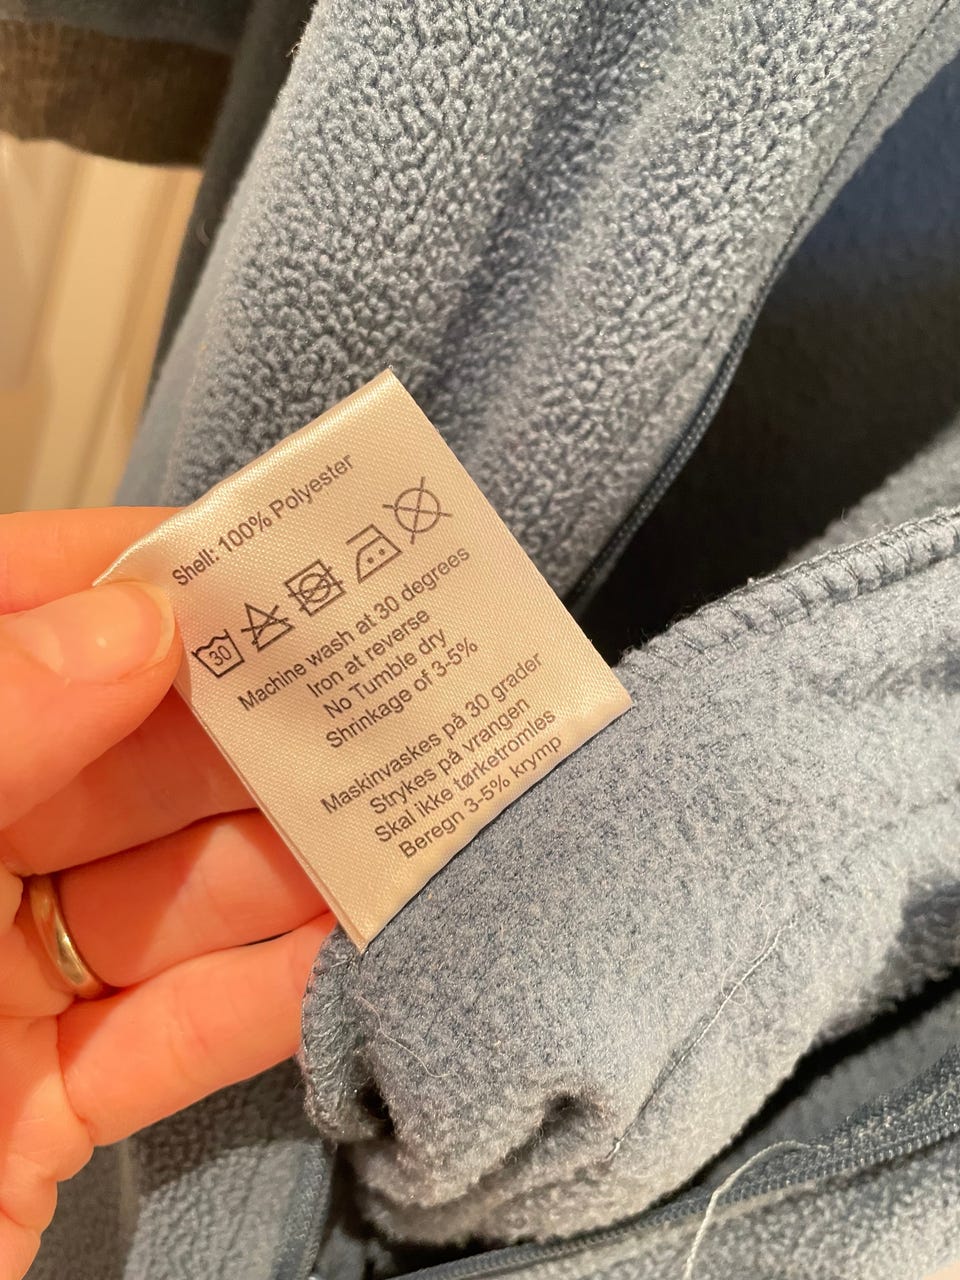 Shell: 100% Polyester
30
Machine wash at 30 degrees
Iron at reverse
No Tumble dry
Shrinkage of 3-5%
Maskinvaskes på 30 grader
Strykes på vrangen
Skal ikke tørketromles
Beregn 3-5% krymp